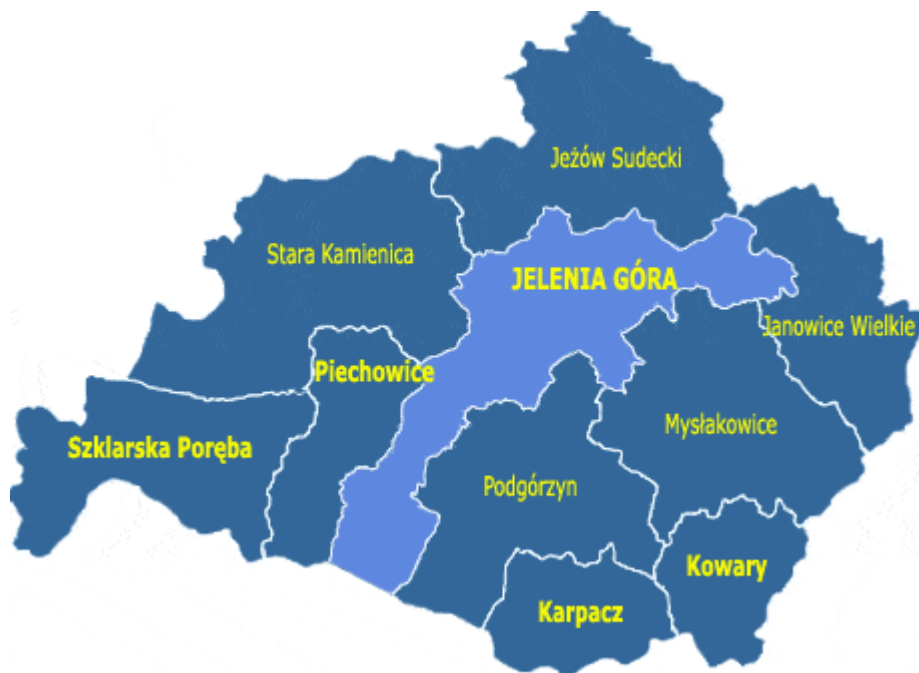 Jeżów Sudecki
Stara Kamienica
JELENIA GÓRA
Janowice Wielkie
Piechowice
Mysłakowice
Szklarska Poręba
Podgórzyn
Kowary
Karpacz